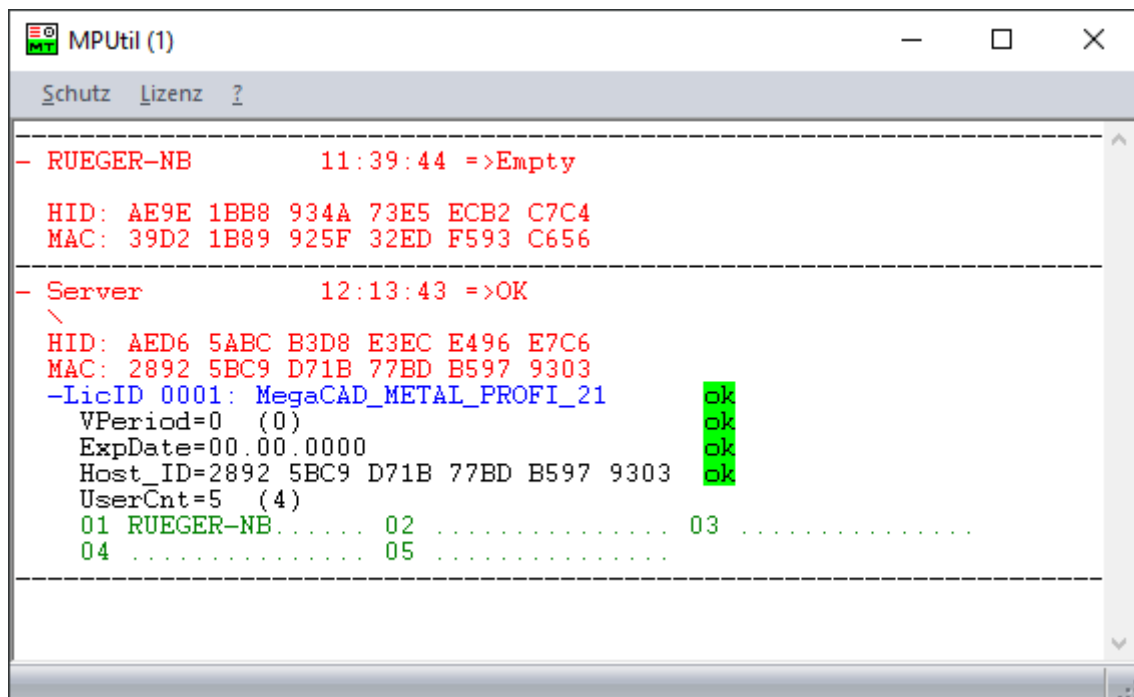 MT MPUtil (1)
Schutz Lizenz ?
- RUEGER-NB 11:39:44 =>Empty
HID: AE9E 1BB8 934A 73E5 ECB2 C7C4
MAC: 39D2 1B89 925F 32ED F593 C656
- Server 12:13:43 =>OK
\
HID: AED6 5ABC B3D8 E3EC E496 E7C6
MAC: 2892 5BC9 D71B 77BD B597 9303
-LicID 0001: MegaCAD_METAL_PROFI_21 ok
VPeriod=0 (0) ok
ExpDate=00.00.0000 ok
Host_ID=2892 5BC9 D71B 77BD B597 9303 ok
UserCnt=5 (4)
01 RUEGER-NB...... 02 ............... 03 ...............
04 ............... 05 ...............